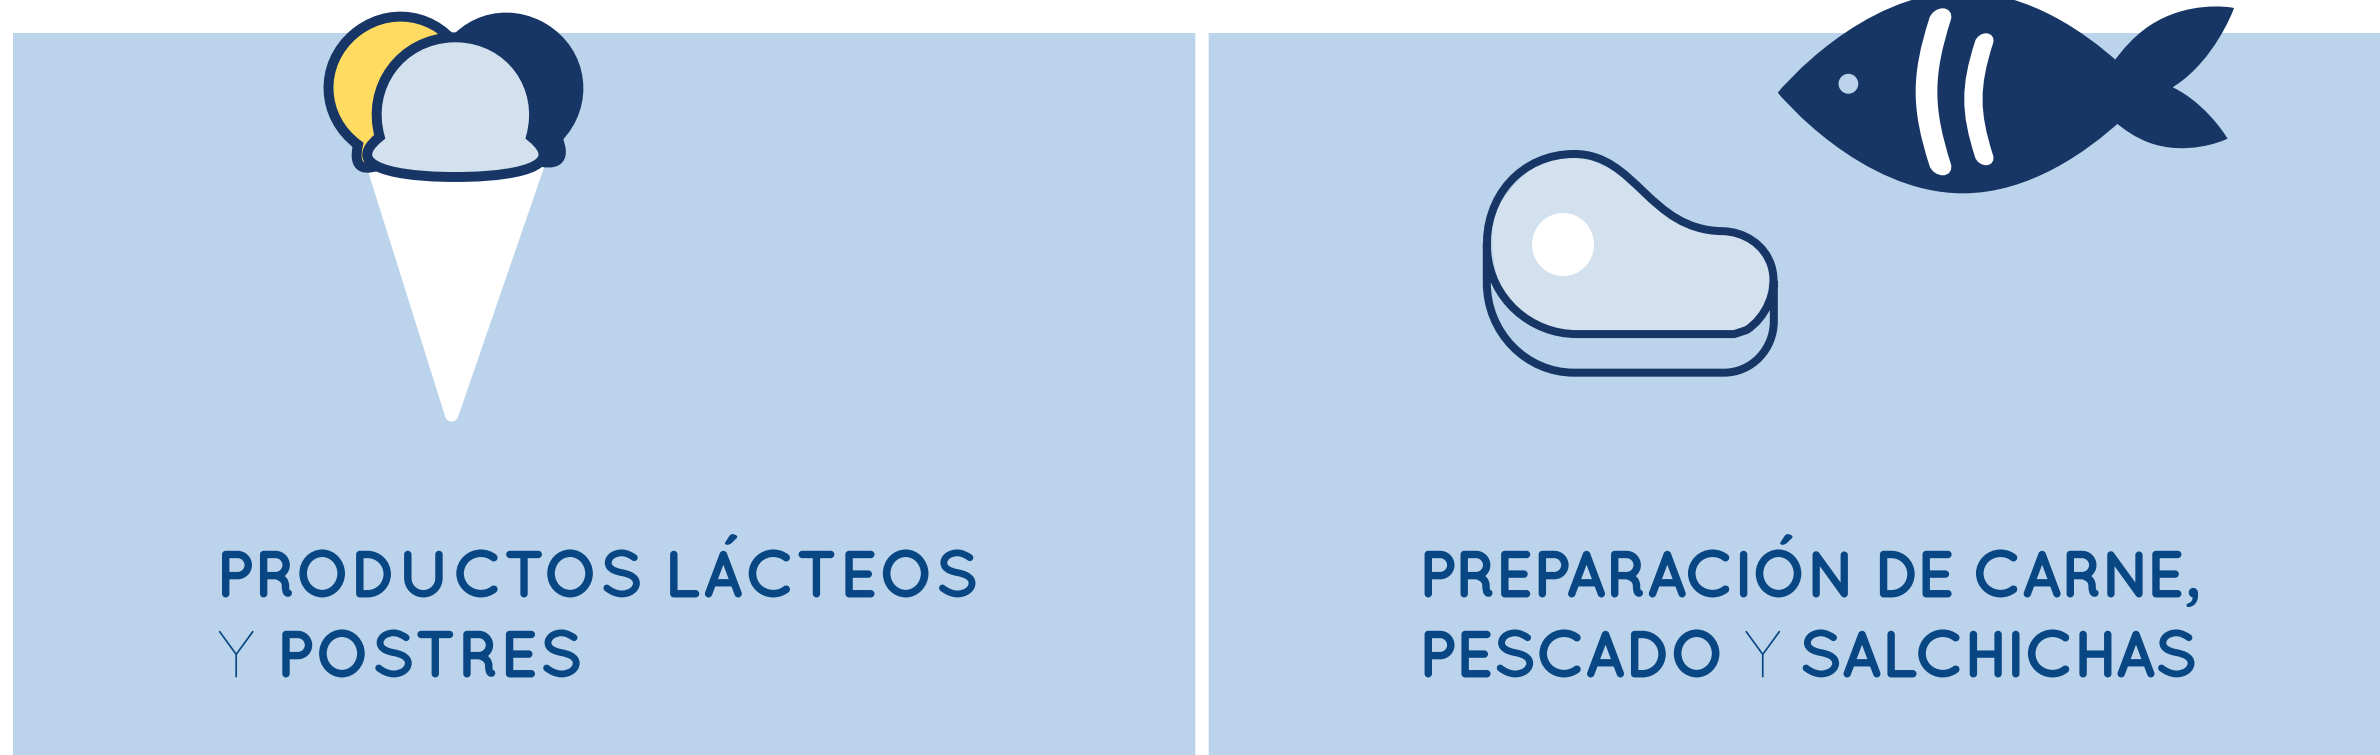 PRODUCTOS LÁCTEOS
Y POSTRES
PREPARACIÓN DE CARNE,
PESCADO Y SALCHICHAS